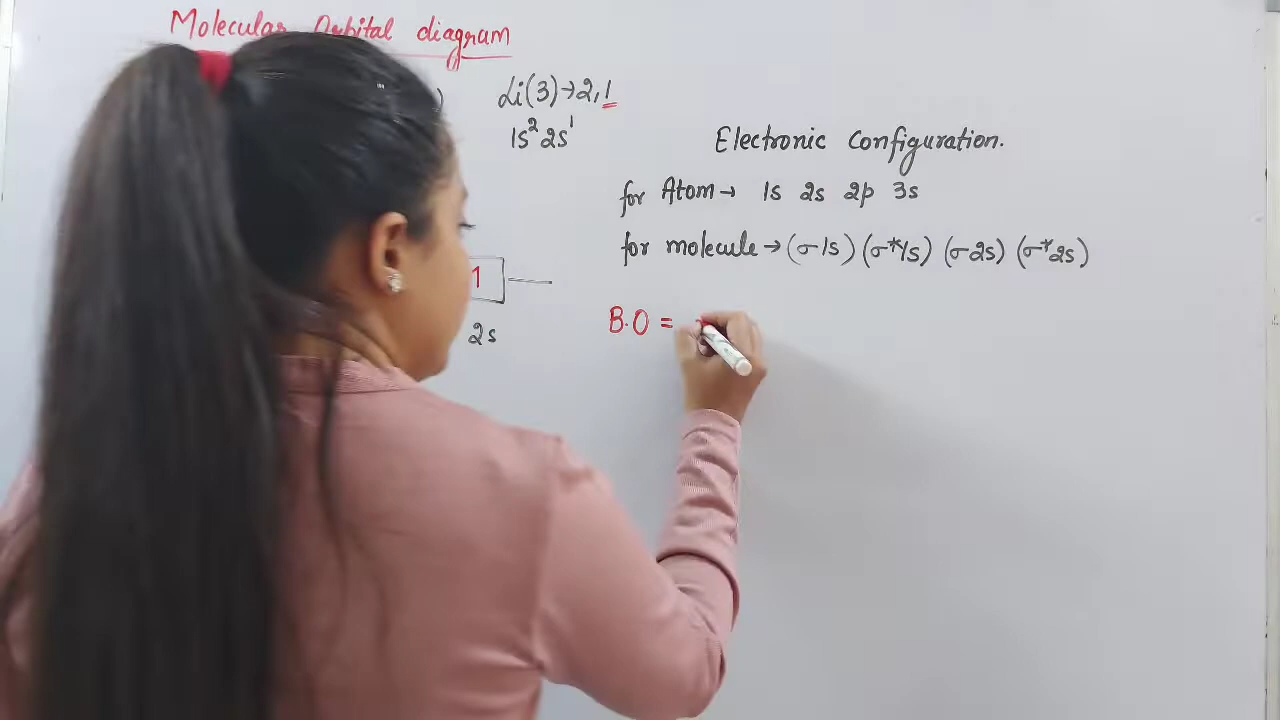 Molecular Orbital diagram
)
Li(3)→2,1
1s² 2s¹
1
2s
Electronic Configuration.
for Atom → 1s 2s 2p 3s
for molecule → (σ1s) (σ*1s) (σ2s) (σ*2s)
B.O =